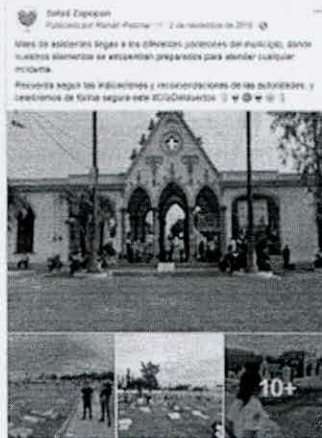 Salud Zapopan
Publicado por 2 de noviembre de 2019
Miles de asistentes llegan a los diferentes panteones del municipio, donde
nuestros elementos se encuentran preparados para atender cualquier
incidente.
Recuerda seguir las indicaciones y recomendaciones de las autoridades, y
celebremos de forma segura este #DíaDeMuertos
10+